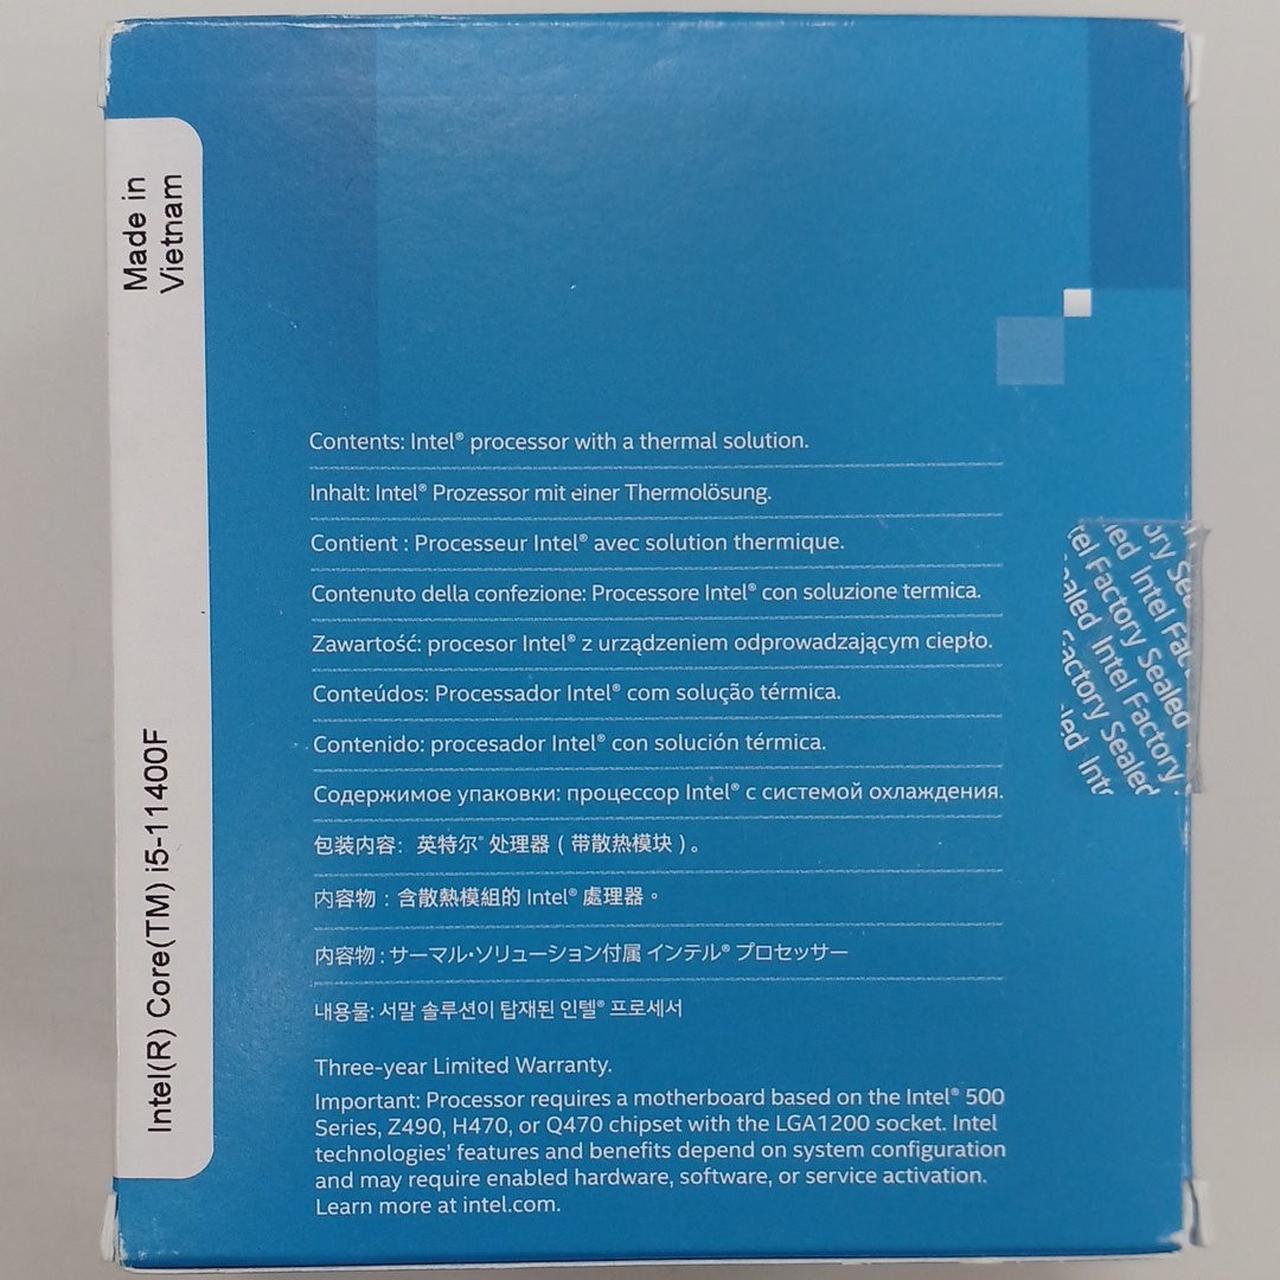 Made in
Vietnam
Intel(R) Core(TM) i5-11400F
Contents: Intel® processor with a thermal solution.
Inhalt: Intel® Prozessor mit einer Thermolösung.
Contient : Processeur Intel® avec solution thermique.
Contenuto della confezione: Processore Intel® con soluzione termica.
Zawartość: procesor Intel® z urządzeniem odprowadzającym ciepło.
Conteúdos: Processador Intel® com solução térmica.
Contenido: procesador Intel® con solución térmica.
Содержимое упаковки: процессор Intel® с системой охлаждения.
包装内容：英特尔® 处理器（带散热模块）。
内容物：含散熱模組的 Intel® 處理器。
内容物 : サーマル・ソリューション付属 インテル® プロセッサー
내용물: 서말 솔루션이 탑재된 인텔® 프로세서
Three-year Limited Warranty.
Important: Processor requires a motherboard based on the Intel® 500
Series, Z490, H470, or Q470 chipset with the LGA1200 socket. Intel
technologies' features and benefits depend on system configuration
and may require enabled hardware, software, or service activation.
Learn more at intel.com.
Intel Factory Sealed
Intel Factory Sealed
Intel Factory
Factory Sealed